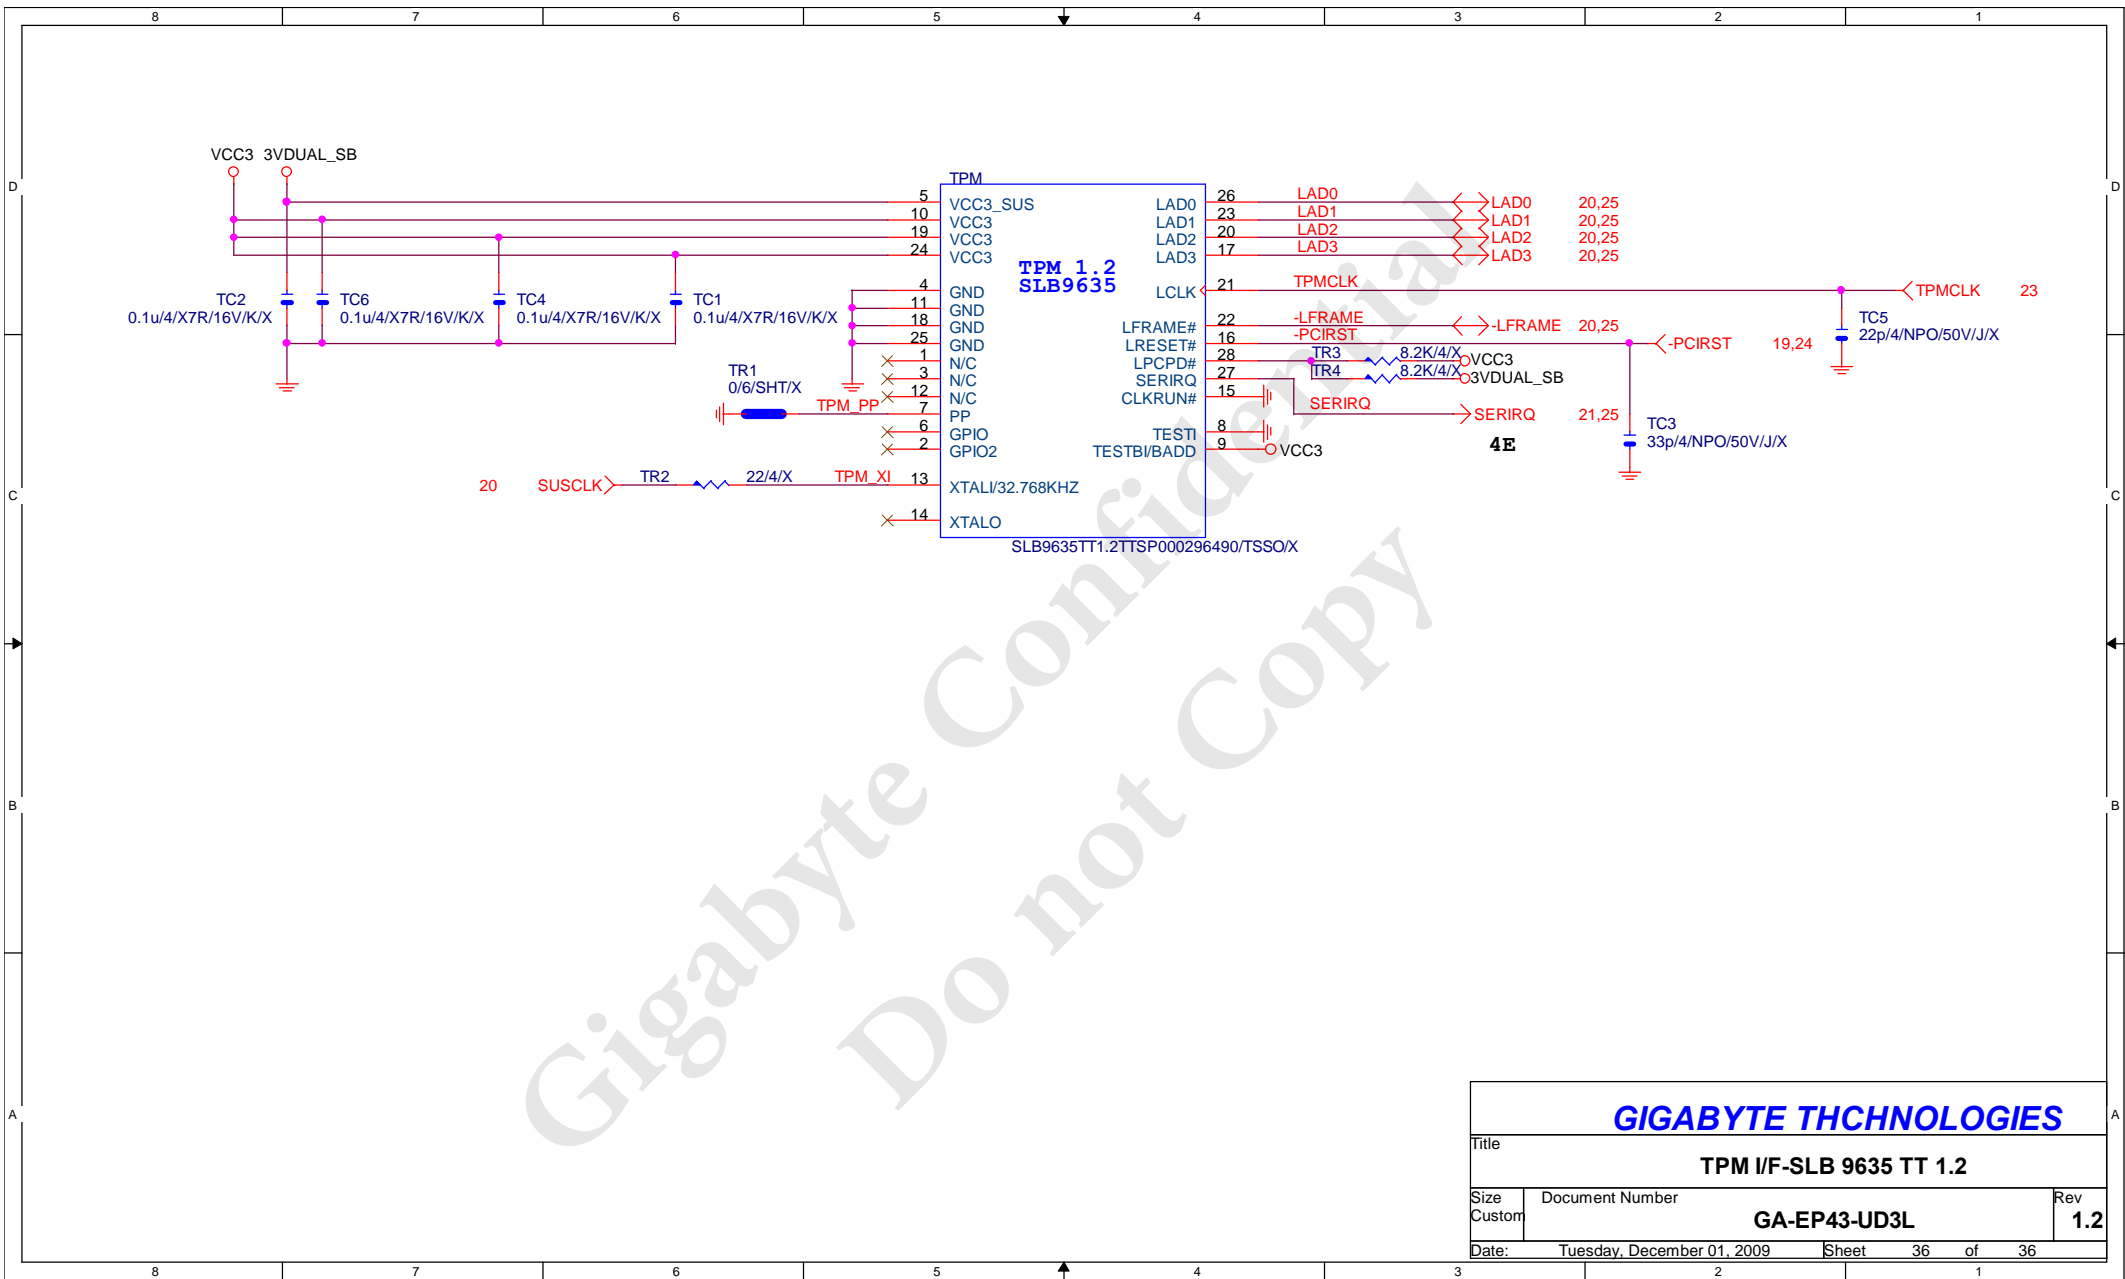 8 7 6 5 4 3 2 1
D D
C C
B B
A A
VCC3 3VDUAL_SB
TC2
0.1u/4/X7R/16V/K/X
TC6
0.1u/4/X7R/16V/K/X
TC4
0.1u/4/X7R/16V/K/X
TC1
0.1u/4/X7R/16V/K/X
TPM
TPM 1.2
SLB9635
5 VCC3_SUS
10 VCC3
19 VCC3
24 VCC3
4 GND
11 GND
18 GND
25 GND
1 N/C
3 N/C
12 N/C
7 PP
6 GPIO
2 GPIO2
13 XTALI/32.768KHZ
14 XTALO
TR1
0/6/SHT/X
TPM_PP
20 SUSCLK TR2 22/4/X TPM_XI
LAD0 26 LAD0 LAD0 20,25
LAD1 23 LAD1 LAD1 20,25
LAD2 20 LAD2 LAD2 20,25
LAD3 17 LAD3 LAD3 20,25
LCLK 21 TPMCLK TPMCLK 23
LFRAME# 22 -LFRAME -LFRAME 20,25
LRESET# 16 -PCIRST -PCIRST 19,24
LPCPD# 28 TR3 8.2K/4/X VCC3
TR4 8.2K/4/X 3VDUAL_SB
SERIRQ 27 SERIRQ SERIRQ 21,25
CLKRUN# 15
TESTI 8
TESTBI/BADD 9 VCC3
4E
TC5
22p/4/NPO/50V/J/X
TC3
33p/4/NPO/50V/J/X
SLB9635TT1.2TTSP000296490/TSSO/X
Gigabyte Confidential
Do not Copy
GIGABYTE THCHNOLOGIES
Title
TPM I/F-SLB 9635 TT 1.2
Size Document Number Rev
Custom GA-EP43-UD3L 1.2
Date: Tuesday, December 01, 2009 Sheet 36 of 36
8 7 6 5 4 3 2 1